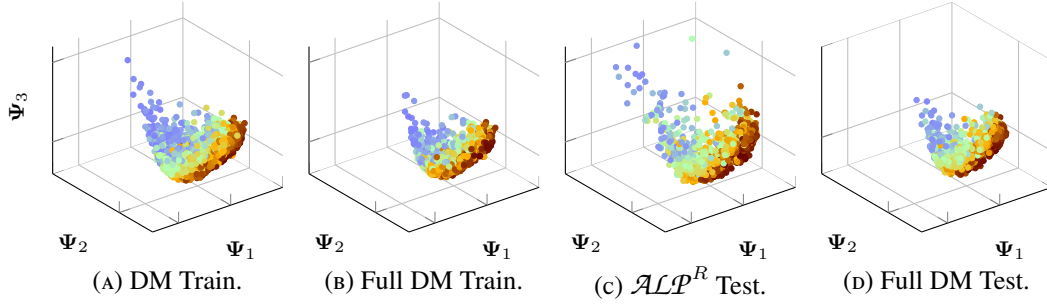 Ψ3
Ψ2 Ψ1 Ψ2 Ψ1 Ψ2 Ψ1 Ψ2 Ψ1
(A) DM Train. (B) Full DM Train. (C) 𝒜ℒ𝒫^R Test. (D) Full DM Test.